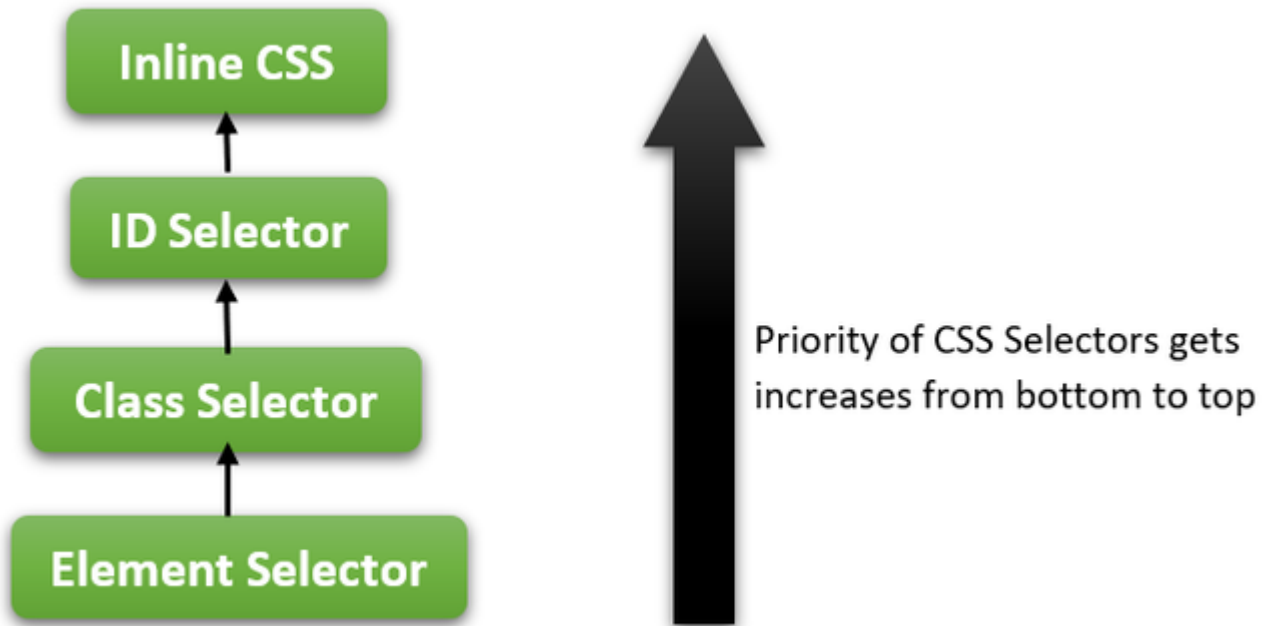 Inline CSS
ID Selector
Class Selector
Element Selector
Priority of CSS Selectors gets
increases from bottom to top